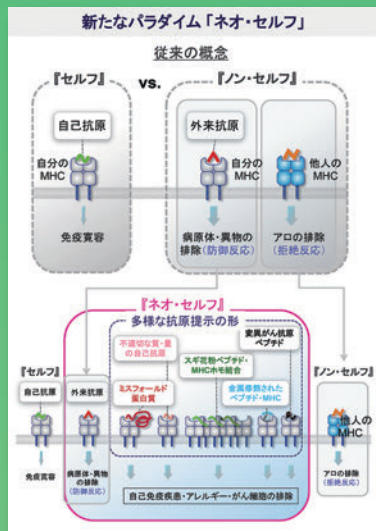 新たなパラダイム「ネオ・セルフ」
従来の概念
『セルフ』
vs.
『ノン・セルフ』
自己抗原
外来抗原
自分の
MHC
自分の
MHC
他人の
MHC
免疫寛容
病原体・異物の
排除(防御反応)
アロの排除
(拒絶反応)
『ネオ・セルフ』
多様な抗原提示の形
不適切な質・量
の自己抗原
変異がん抗原
ペプチド
スギ花粉ペプチド・
MHCホモ結合
ミスフォールド
蛋白質
金属修飾された
ペプチド・MHC
『セルフ』
自己抗原
外来抗原
『ノン・セルフ』
他人の
MHC
免疫寛容
病原体・異物
の排除
(防御反応)
アロの排除
(拒絶反応)
自己免疫疾患・アレルギー・がん細胞の排除